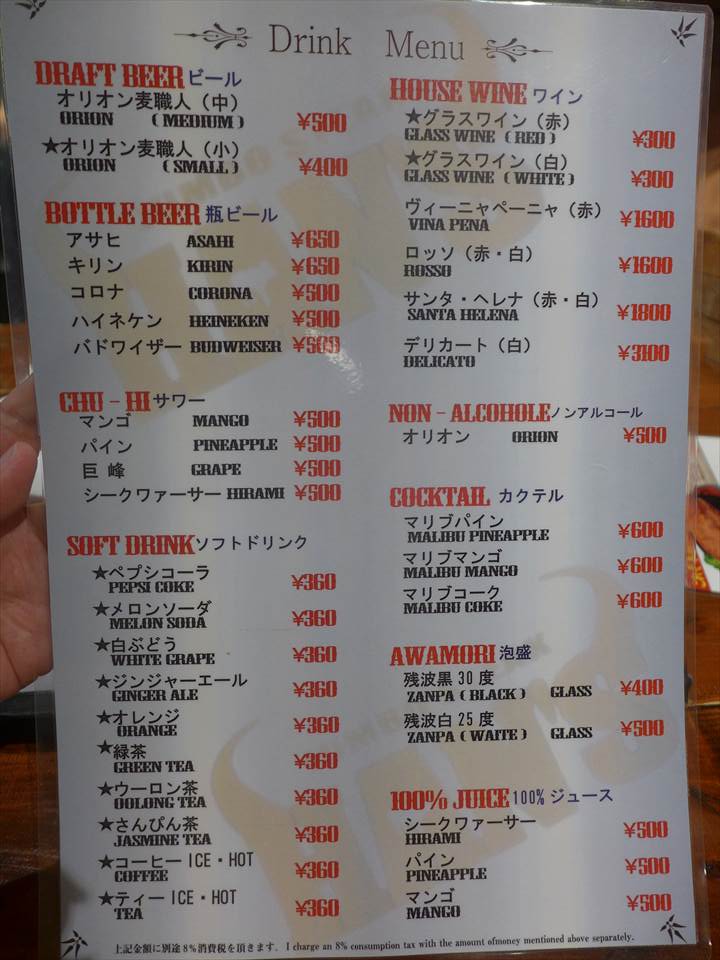 Drink Menu
DRAFT BEER ビール
オリオン麦職人（中）
ORION (MEDIUM) ¥500
★オリオン麦職人（小）
ORION (SMALL) ¥400
BOTTLE BEER 瓶ビール
アサヒ ASAHI ¥650
キリン KIRIN ¥650
コロナ CORONA ¥500
ハイネケン HEINEKEN ¥500
バドワイザー BUDWEISER ¥500
CHU-HI サワー
マンゴ MANGO ¥500
パイン PINEAPPLE ¥500
巨峰 GRAPE ¥500
シークヮーサー HIRAMI ¥500
SOFT DRINK ソフトドリンク
★ペプシコーラ
PEPSI COKE ¥360
★メロンソーダ
MELON SODA ¥360
★白ぶどう
WHITE GRAPE ¥360
★ジンジャーエール
GINGER ALE ¥360
★オレンジ
ORANGE ¥360
★緑茶
GREEN TEA ¥360
★ウーロン茶
OOLONG TEA ¥360
★さんぴん茶
JASMINE TEA ¥360
★コーヒー ICE・HOT
COFFEE ¥360
★ティー ICE・HOT
TEA ¥360
HOUSE WINE ワイン
★グラスワイン（赤）
GLASS WINE (RED) ¥300
★グラスワイン（白）
GLASS WINE (WHITE) ¥300
ヴィーニャペーニャ（赤）
VINA PENA ¥1600
ロッソ（赤・白）
ROSSO ¥1600
サンタ・ヘレナ（赤・白）
SANTA HELENA ¥1800
デリカート（白）
DELICATO ¥3100
NON-ALCOHOLE ノンアルコール
オリオン ORION ¥500
COCKTAIL カクテル
マリブパイン
MALIBU PINEAPPLE ¥600
マリブマンゴ
MALIBU MANGO ¥600
マリブコーク
MALIBU COKE ¥600
AWAMORI 泡盛
残波黒30度
ZANPA (BLACK) GLASS ¥400
残波白25度
ZANPA (WAITE) GLASS ¥500
100% JUICE 100%ジュース
シークヮーサー
HIRAMI ¥500
パイン
PINEAPPLE ¥500
マンゴ
MANGO ¥500
上記金額に別途8%消費税を頂きます. I charge an 8% consumption tax with the amount ofmoney mentioned above separately.